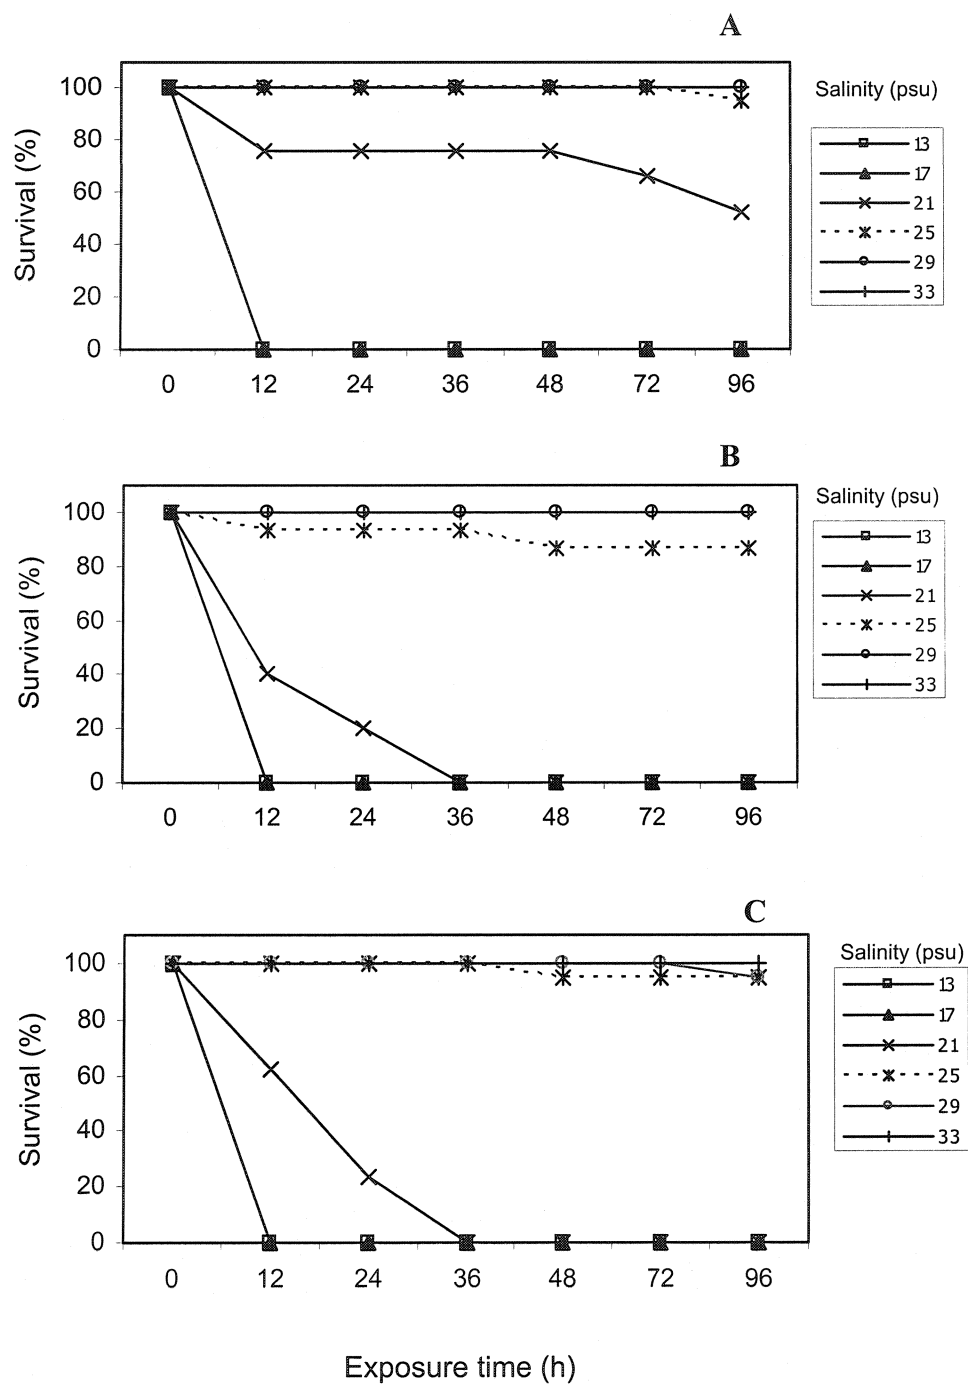 A
Salinity (psu)
13
17
21
25
29
33
Survival (%)
100
80
60
40
20
0
0 12 24 36 48 72 96
B
Salinity (psu)
13
17
21
25
29
33
Survival (%)
100
80
60
40
20
0
0 12 24 36 48 72 96
C
Salinity (psu)
13
17
21
25
29
33
Survival (%)
100
80
60
40
20
0
0 12 24 36 48 72 96
Exposure time (h)